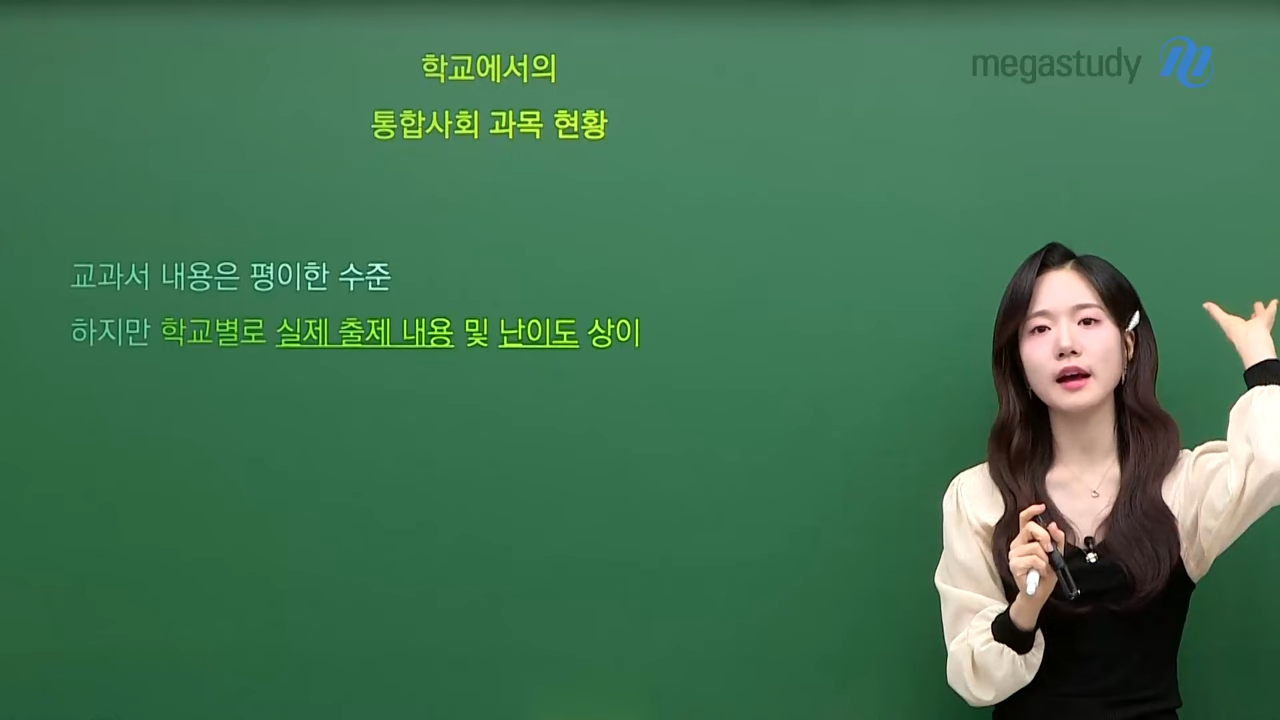 학교에서의
megastudy
통합사회 과목 현황
교과서 내용은 평이한 수준
하지만 학교별로 실제 출제 내용 및 난이도 상이